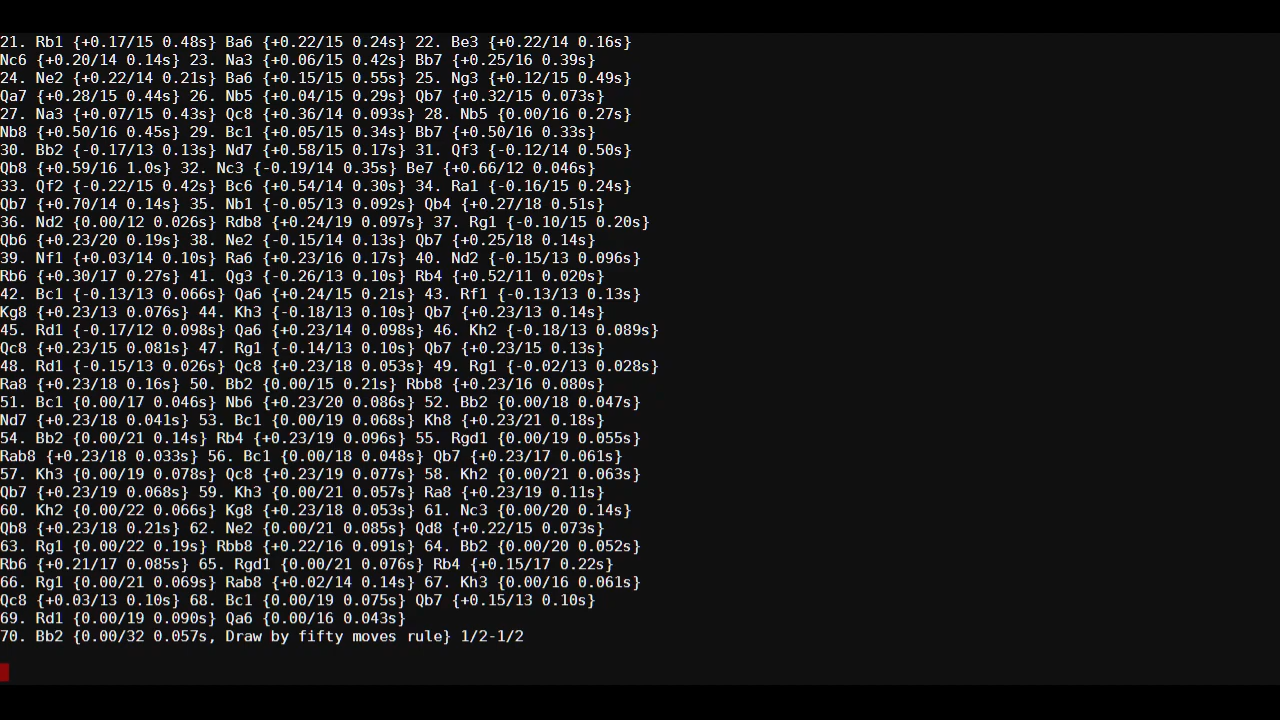 21. Rb1 {+0.17/15 0.48s} Ba6 {+0.22/15 0.24s} 22. Be3 {+0.22/14 0.16s}
Nc6 {+0.20/14 0.14s} 23. Na3 {+0.06/15 0.42s} Bb7 {+0.25/16 0.39s}
24. Ne2 {+0.22/14 0.21s} Ba6 {+0.15/15 0.55s} 25. Ng3 {+0.12/15 0.49s}
Qa7 {+0.28/15 0.44s} 26. Nb5 {+0.04/15 0.29s} Qb7 {+0.32/15 0.073s}
27. Na3 {+0.07/15 0.43s} Qc8 {+0.36/14 0.093s} 28. Nb5 {0.00/16 0.27s}
Nb8 {+0.50/16 0.45s} 29. Bc1 {+0.05/15 0.34s} Bb7 {+0.50/16 0.33s}
30. Bb2 {-0.17/13 0.13s} Nd7 {+0.58/15 0.17s} 31. Qf3 {-0.12/14 0.50s}
Qb8 {+0.59/16 1.0s} 32. Nc3 {-0.19/14 0.35s} Be7 {+0.66/12 0.046s}
33. Qf2 {-0.22/15 0.42s} Bc6 {+0.54/14 0.30s} 34. Ra1 {-0.16/15 0.24s}
Qb7 {+0.70/14 0.14s} 35. Nb1 {-0.05/13 0.092s} Qb4 {+0.27/18 0.51s}
36. Nd2 {0.00/12 0.026s} Rdb8 {+0.24/19 0.097s} 37. Rg1 {-0.10/15 0.20s}
Qb6 {+0.23/20 0.19s} 38. Ne2 {-0.15/14 0.13s} Qb7 {+0.25/18 0.14s}
39. Nf1 {+0.03/14 0.10s} Ra6 {+0.23/16 0.17s} 40. Nd2 {-0.15/13 0.096s}
Rb6 {+0.30/17 0.27s} 41. Qg3 {-0.26/13 0.10s} Rb4 {+0.52/11 0.020s}
42. Bc1 {-0.13/13 0.066s} Qa6 {+0.24/15 0.21s} 43. Rf1 {-0.13/13 0.13s}
Kg8 {+0.23/13 0.076s} 44. Kh3 {-0.18/13 0.10s} Qb7 {+0.23/13 0.14s}
45. Rd1 {-0.17/12 0.098s} Qa6 {+0.23/14 0.098s} 46. Kh2 {-0.18/13 0.089s}
Qc8 {+0.23/15 0.081s} 47. Rg1 {-0.14/13 0.10s} Qb7 {+0.23/15 0.13s}
48. Rd1 {-0.15/13 0.026s} Qc8 {+0.23/18 0.053s} 49. Rg1 {-0.02/13 0.028s}
Ra8 {+0.23/18 0.16s} 50. Bb2 {0.00/15 0.21s} Rbb8 {+0.23/16 0.080s}
51. Bc1 {0.00/17 0.046s} Nb6 {+0.23/20 0.086s} 52. Bb2 {0.00/18 0.047s}
Nd7 {+0.23/18 0.041s} 53. Bc1 {0.00/19 0.068s} Kh8 {+0.23/21 0.18s}
54. Bb2 {0.00/21 0.14s} Rb4 {+0.23/19 0.096s} 55. Rgd1 {0.00/19 0.055s}
Rab8 {+0.23/18 0.033s} 56. Bc1 {0.00/18 0.048s} Qb7 {+0.23/17 0.061s}
57. Kh3 {0.00/19 0.078s} Qc8 {+0.23/19 0.077s} 58. Kh2 {0.00/21 0.063s}
Qb7 {+0.23/19 0.068s} 59. Kh3 {0.00/21 0.057s} Ra8 {+0.23/19 0.11s}
60. Kh2 {0.00/22 0.066s} Kg8 {+0.23/18 0.053s} 61. Nc3 {0.00/20 0.14s}
Qb8 {+0.23/18 0.21s} 62. Ne2 {0.00/21 0.085s} Qd8 {+0.22/15 0.073s}
63. Rg1 {0.00/22 0.19s} Rbb8 {+0.22/16 0.091s} 64. Bb2 {0.00/20 0.052s}
Rb6 {+0.21/17 0.085s} 65. Rgd1 {0.00/21 0.076s} Rb4 {+0.15/17 0.22s}
66. Rg1 {0.00/21 0.069s} Rab8 {+0.02/14 0.14s} 67. Kh3 {0.00/16 0.061s}
Qc8 {+0.03/13 0.10s} 68. Bc1 {0.00/19 0.075s} Qb7 {+0.15/13 0.10s}
69. Rd1 {0.00/19 0.090s} Qa6 {0.00/16 0.043s}
70. Bb2 {0.00/32 0.057s, Draw by fifty moves rule} 1/2-1/2